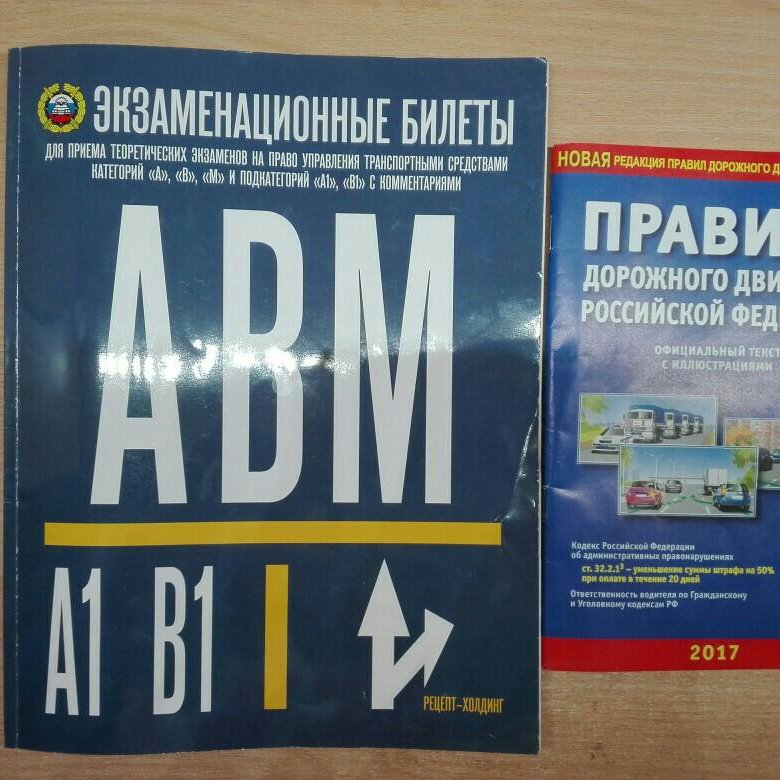 ЭКЗАМЕНАЦИОННЫЕ БИЛЕТЫ
ДЛЯ ПРИЕМА ТЕОРЕТИЧЕСКИХ ЭКЗАМЕНОВ НА ПРАВО УПРАВЛЕНИЯ ТРАНСПОРТНЫМИ СРЕДСТВАМИ
КАТЕГОРИЙ «А», «В», «М» И ПОДКАТЕГОРИЙ «А1», «В1» С КОММЕНТАРИЯМИ
АВМ
А1 В1
РЕЦЕПТ-ХОЛДИНГ
НОВАЯ РЕДАКЦИЯ ПРАВИЛ ДОРОЖНОГО Д
ПРАВИ
ДОРОЖНОГО ДВИ
РОССИЙСКОЙ ФЕД
ОФИЦИАЛЬНЫЙ ТЕКСТ
С ИЛЛЮСТРАЦИЯМИ
Кодекс Российской Федерации
об административных правонарушениях
ст. 32.2.1³ – уменьшение суммы штрафа на 50%
при оплате в течение 20 дней
Ответственность водителя по Гражданскому
и Уголовному кодексам РФ
2017